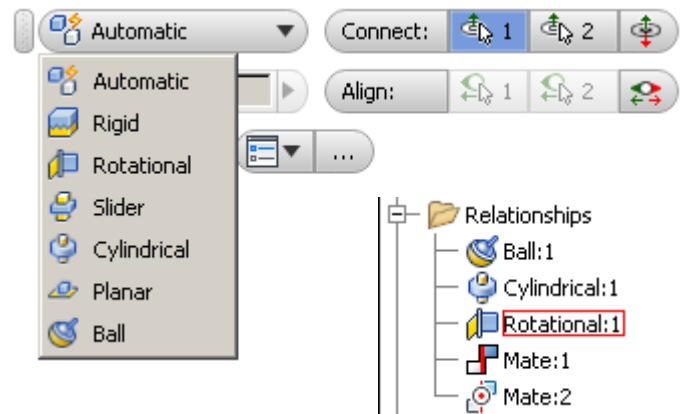 Automatic
Connect: 1 2
Automatic
Align: 1 2
Rigid
...
Rotational
Slider
Cylindrical
Planar
Ball
Relationships
Ball:1
Cylindrical:1
Rotational:1
Mate:1
Mate:2